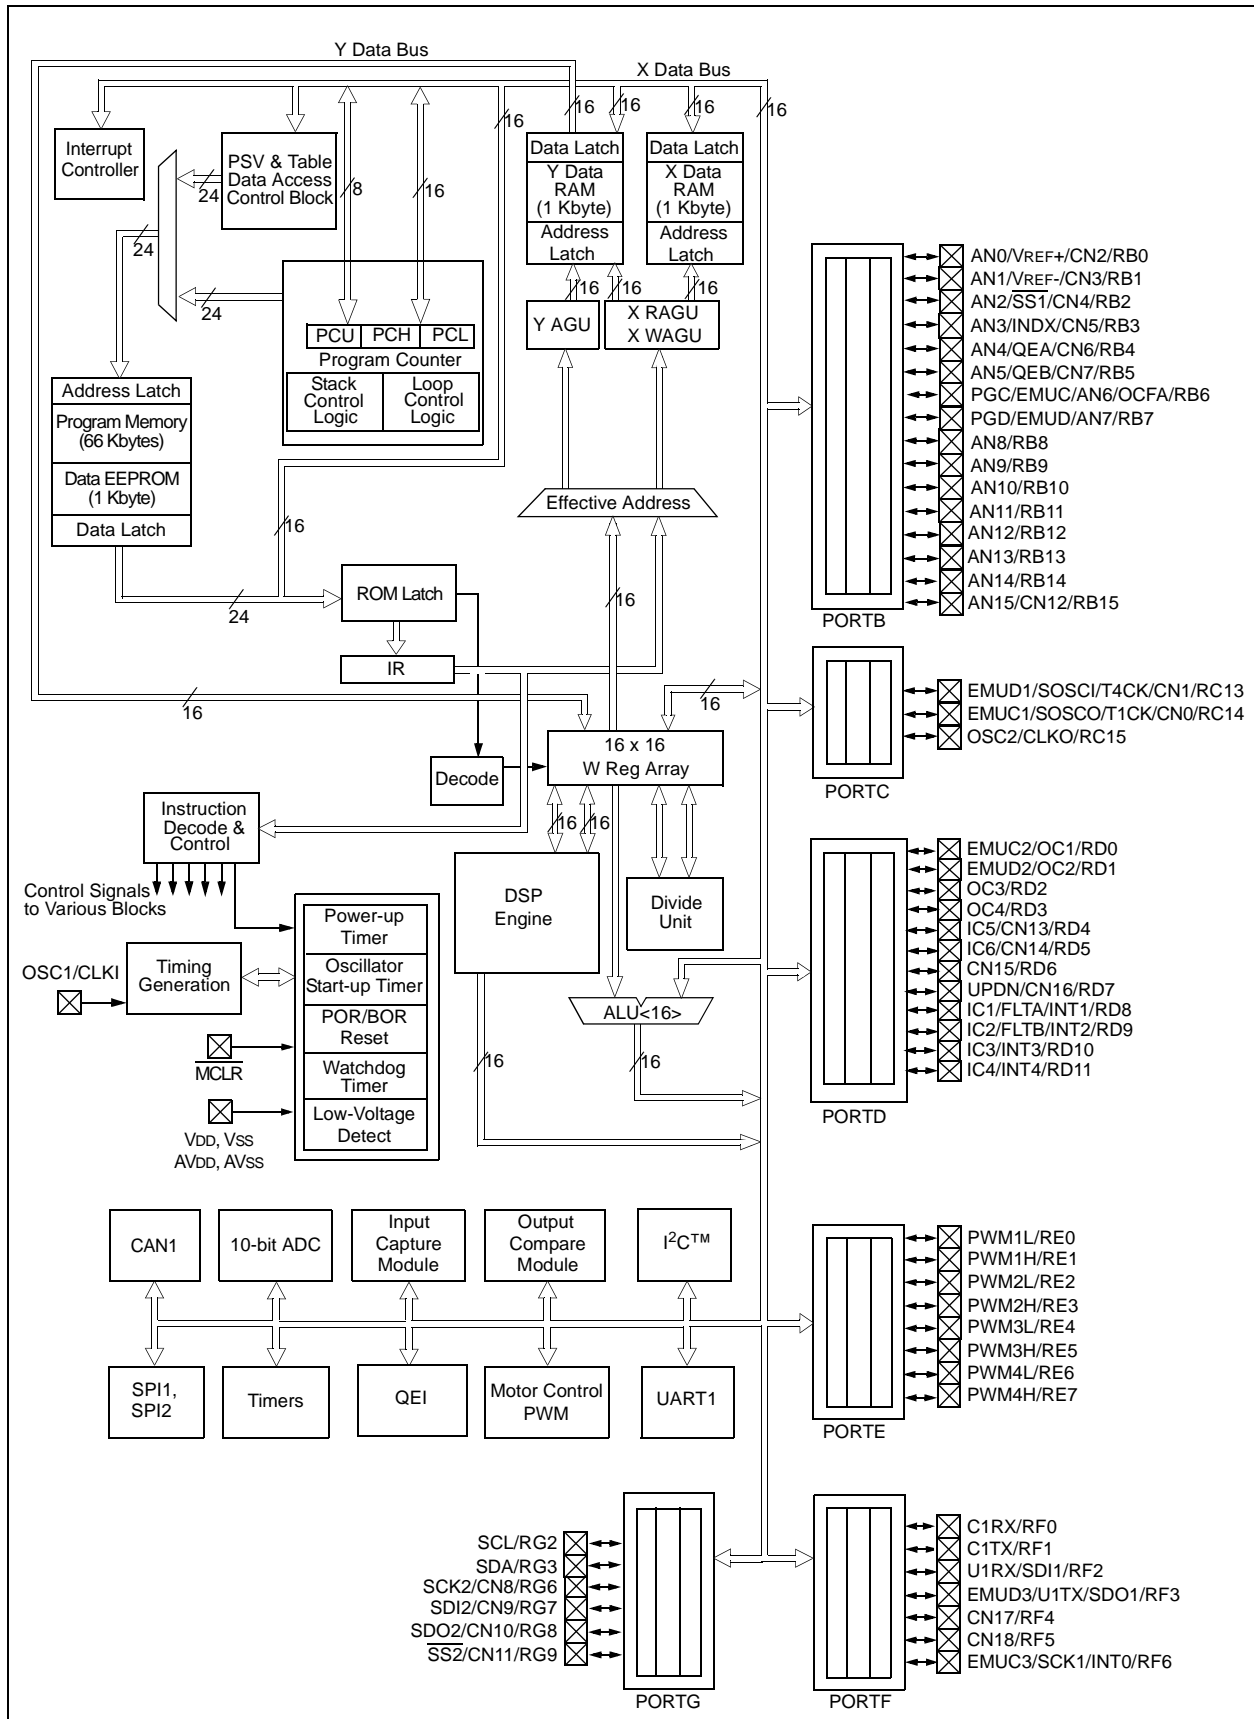 Y Data Bus
X Data Bus
16
16
16
16
16
Interrupt
Controller
PSV & Table
Data Access
Control Block
24
24
8
16
Data Latch
Y Data
RAM
(1 Kbyte)
Address
Latch
Data Latch
X Data
RAM
(1 Kbyte)
Address
Latch
16
16
16
24
Y AGU
X RAGU
X WAGU
PCU
PCH
PCL
Program Counter
Stack
Control
Logic
Loop
Control
Logic
Address Latch
Program Memory
(66 Kbytes)
Data EEPROM
(1 Kbyte)
Data Latch
Effective Address
16
24
ROM Latch
16
IR
16
16
16 x 16
W Reg Array
Decode
Instruction
Decode &
Control
16
16
Control Signals
to Various Blocks
DSP
Engine
Divide
Unit
OSC1/CLKI
Timing
Generation
Power-up
Timer
Oscillator
Start-up Timer
POR/BOR
Reset
Watchdog
Timer
Low-Voltage
Detect
MCLR
VDD, VSS
AVDD, AVSS
ALU<16>
16
16
CAN1
10-bit ADC
Input
Capture
Module
Output
Compare
Module
I²C™
SPI1,
SPI2
Timers
QEI
Motor Control
PWM
UART1
AN0/VREF+/CN2/RB0
AN1/VREF-/CN3/RB1
AN2/SS1/CN4/RB2
AN3/INDX/CN5/RB3
AN4/QEA/CN6/RB4
AN5/QEB/CN7/RB5
PGC/EMUC/AN6/OCFA/RB6
PGD/EMUD/AN7/RB7
AN8/RB8
AN9/RB9
AN10/RB10
AN11/RB11
AN12/RB12
AN13/RB13
AN14/RB14
AN15/CN12/RB15
PORTB
EMUD1/SOSCI/T4CK/CN1/RC13
EMUC1/SOSCO/T1CK/CN0/RC14
OSC2/CLKO/RC15
PORTC
EMUC2/OC1/RD0
EMUD2/OC2/RD1
OC3/RD2
OC4/RD3
IC5/CN13/RD4
IC6/CN14/RD5
CN15/RD6
UPDN/CN16/RD7
IC1/FLTA/INT1/RD8
IC2/FLTB/INT2/RD9
IC3/INT3/RD10
IC4/INT4/RD11
PORTD
PWM1L/RE0
PWM1H/RE1
PWM2L/RE2
PWM2H/RE3
PWM3L/RE4
PWM3H/RE5
PWM4L/RE6
PWM4H/RE7
PORTE
SCL/RG2
SDA/RG3
SCK2/CN8/RG6
SDI2/CN9/RG7
SDO2/CN10/RG8
SS2/CN11/RG9
PORTG
C1RX/RF0
C1TX/RF1
U1RX/SDI1/RF2
EMUD3/U1TX/SDO1/RF3
CN17/RF4
CN18/RF5
EMUC3/SCK1/INT0/RF6
PORTF